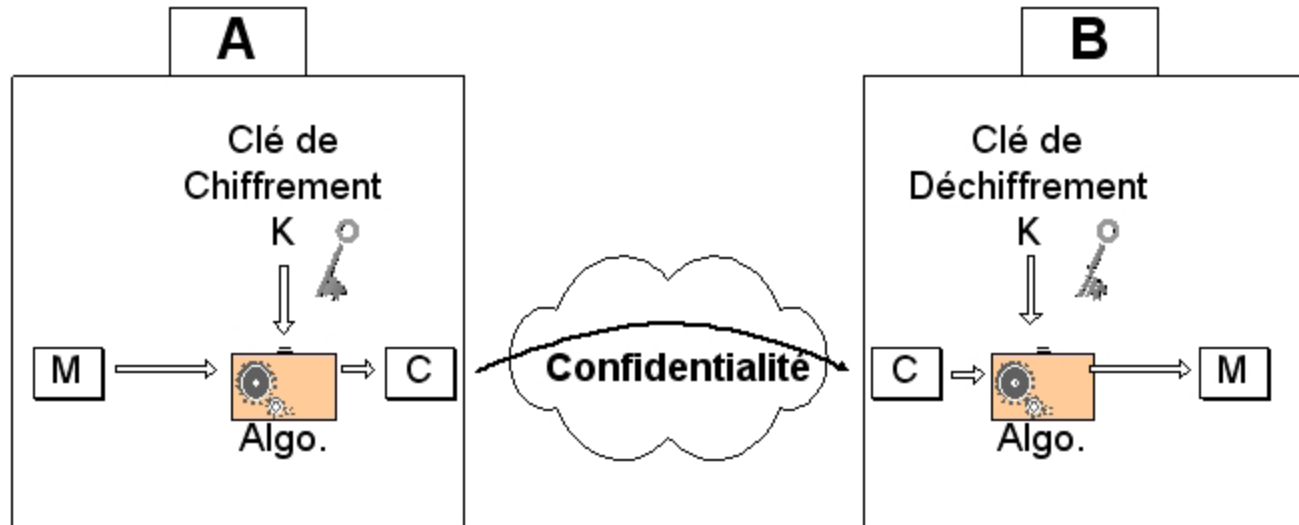 A
Clé de
Chiffrement
K
M
C
Algo.
Confidentialité
B
Clé de
Déchiffrement
K
C
M
Algo.